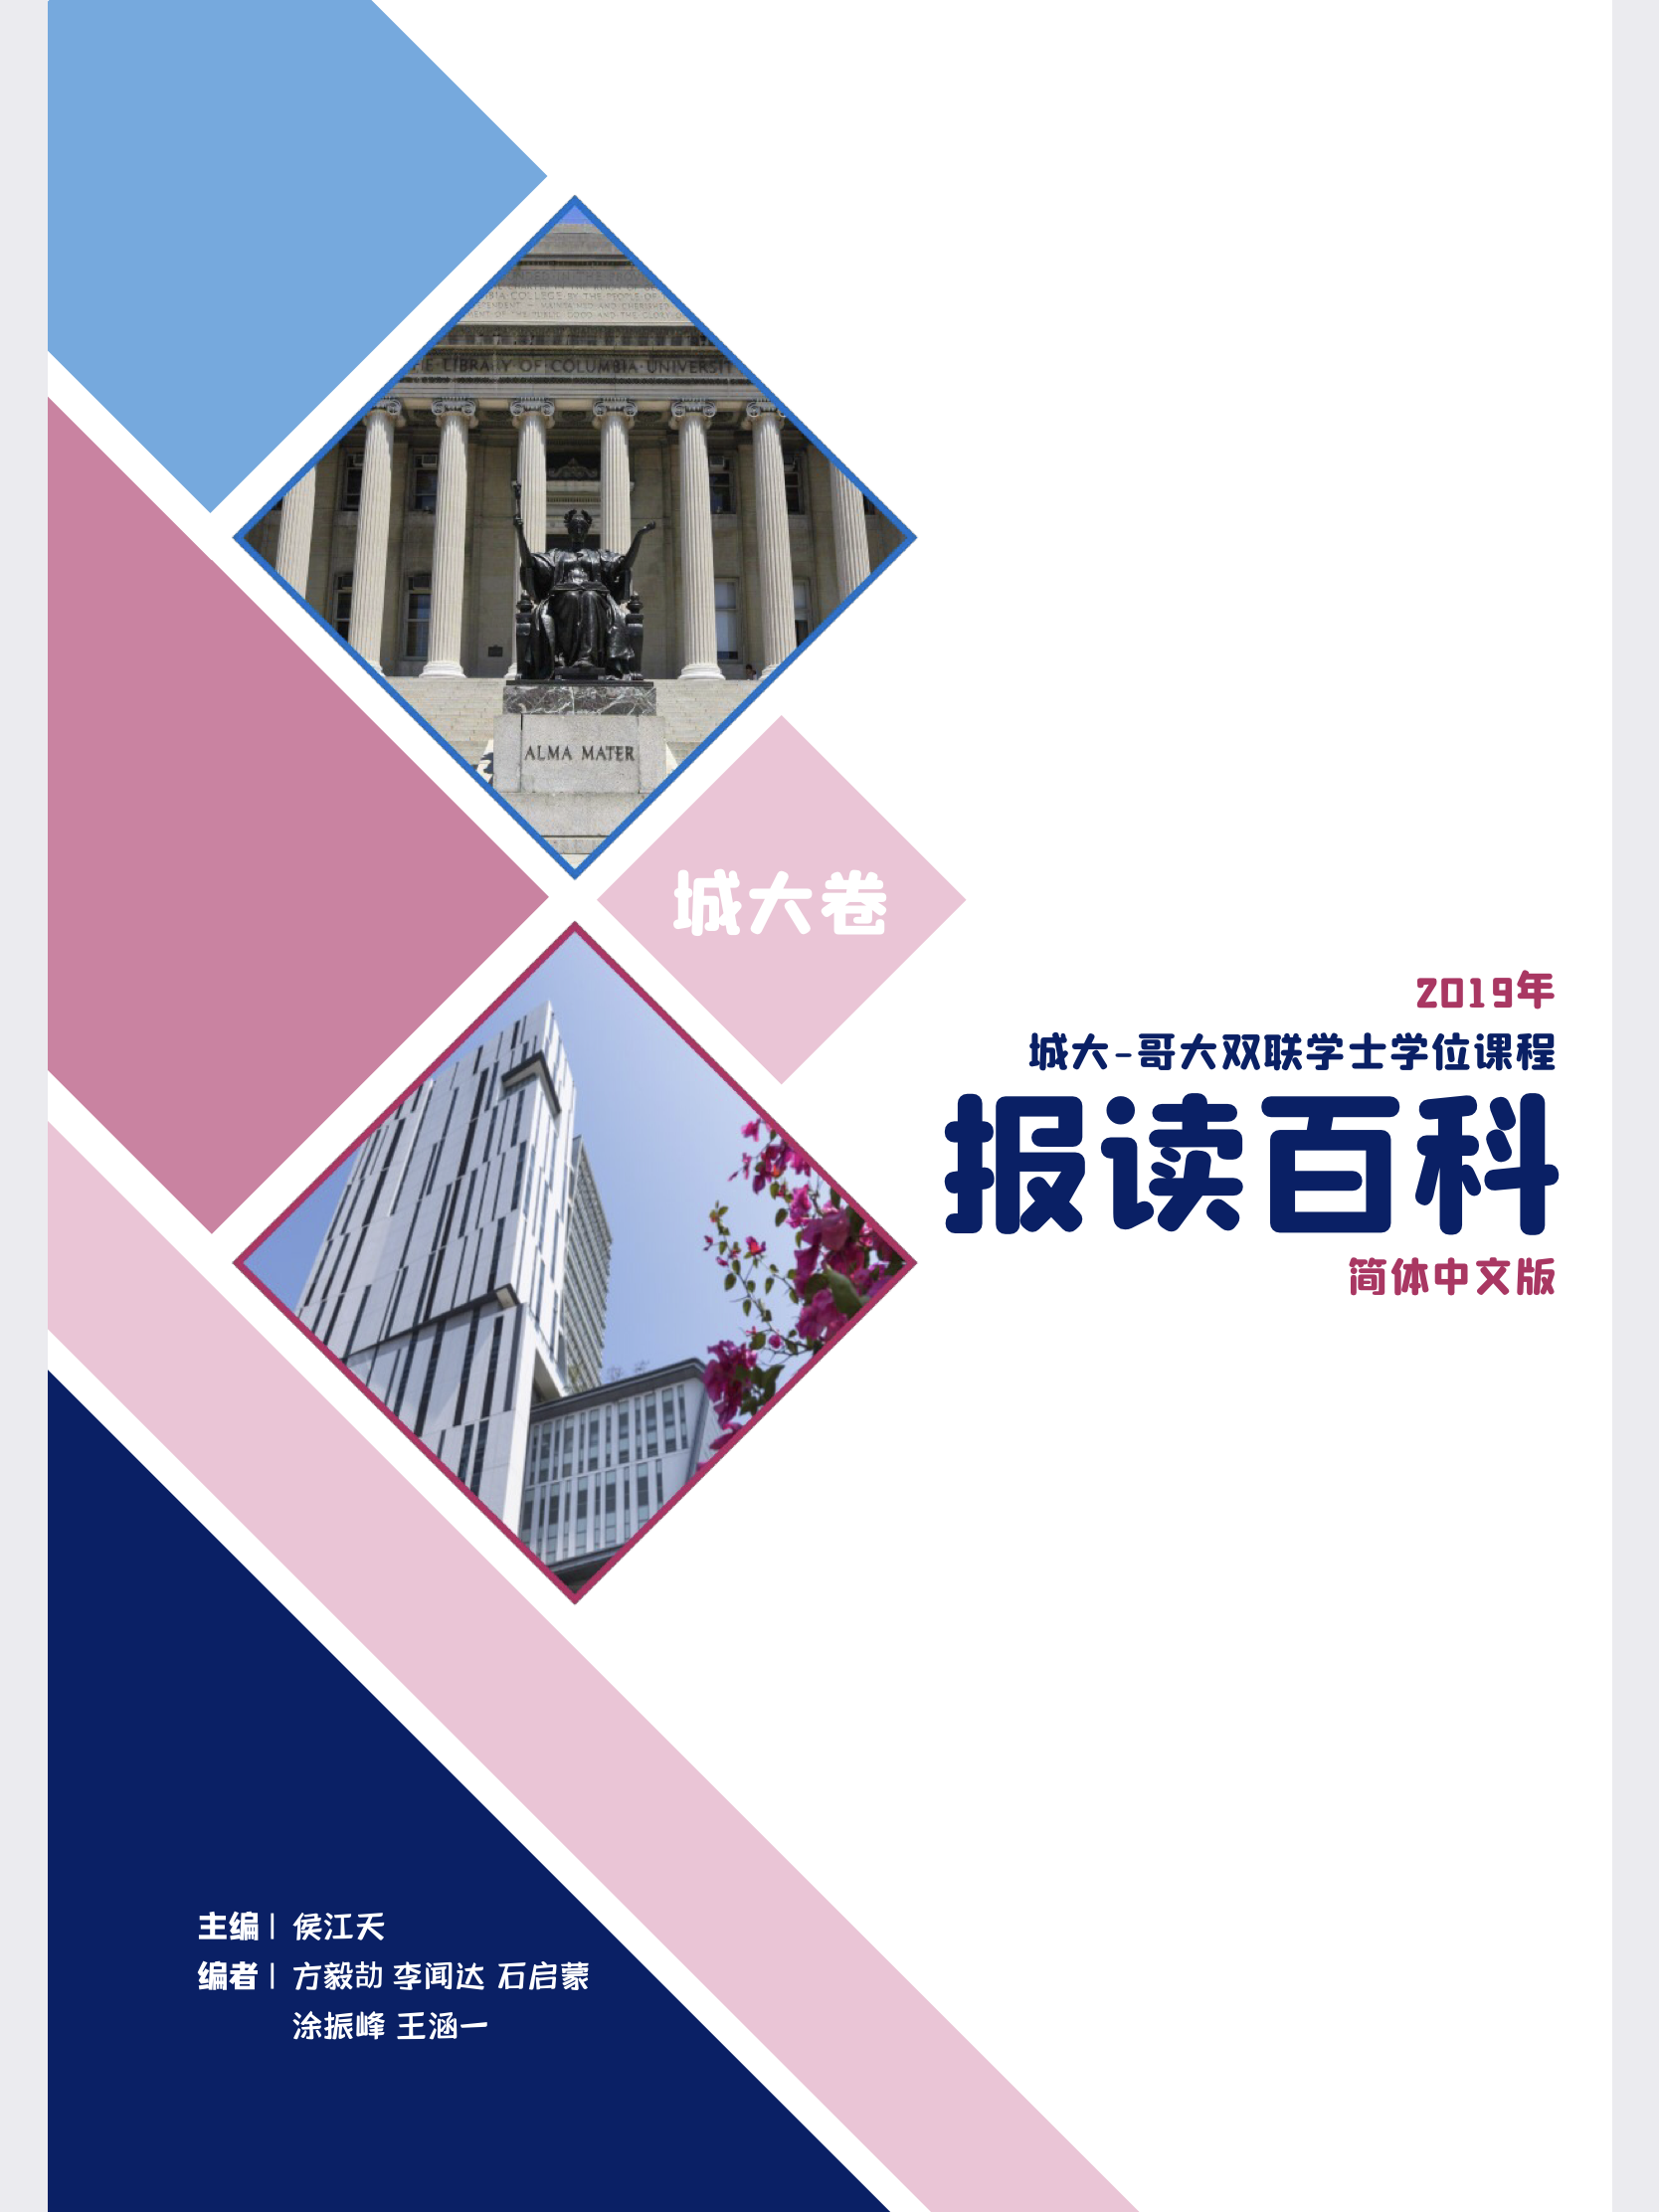 THE LIBRARY OF COLUMBIA UNIVERSIT
ALMA MATER
城大卷
2019年
城大-哥大双联学士学位课程
报读百科
简体中文版
主编 | 侯江天
编者 | 方毅劼 李闻达 石启蒙
涂振峰 王涵一